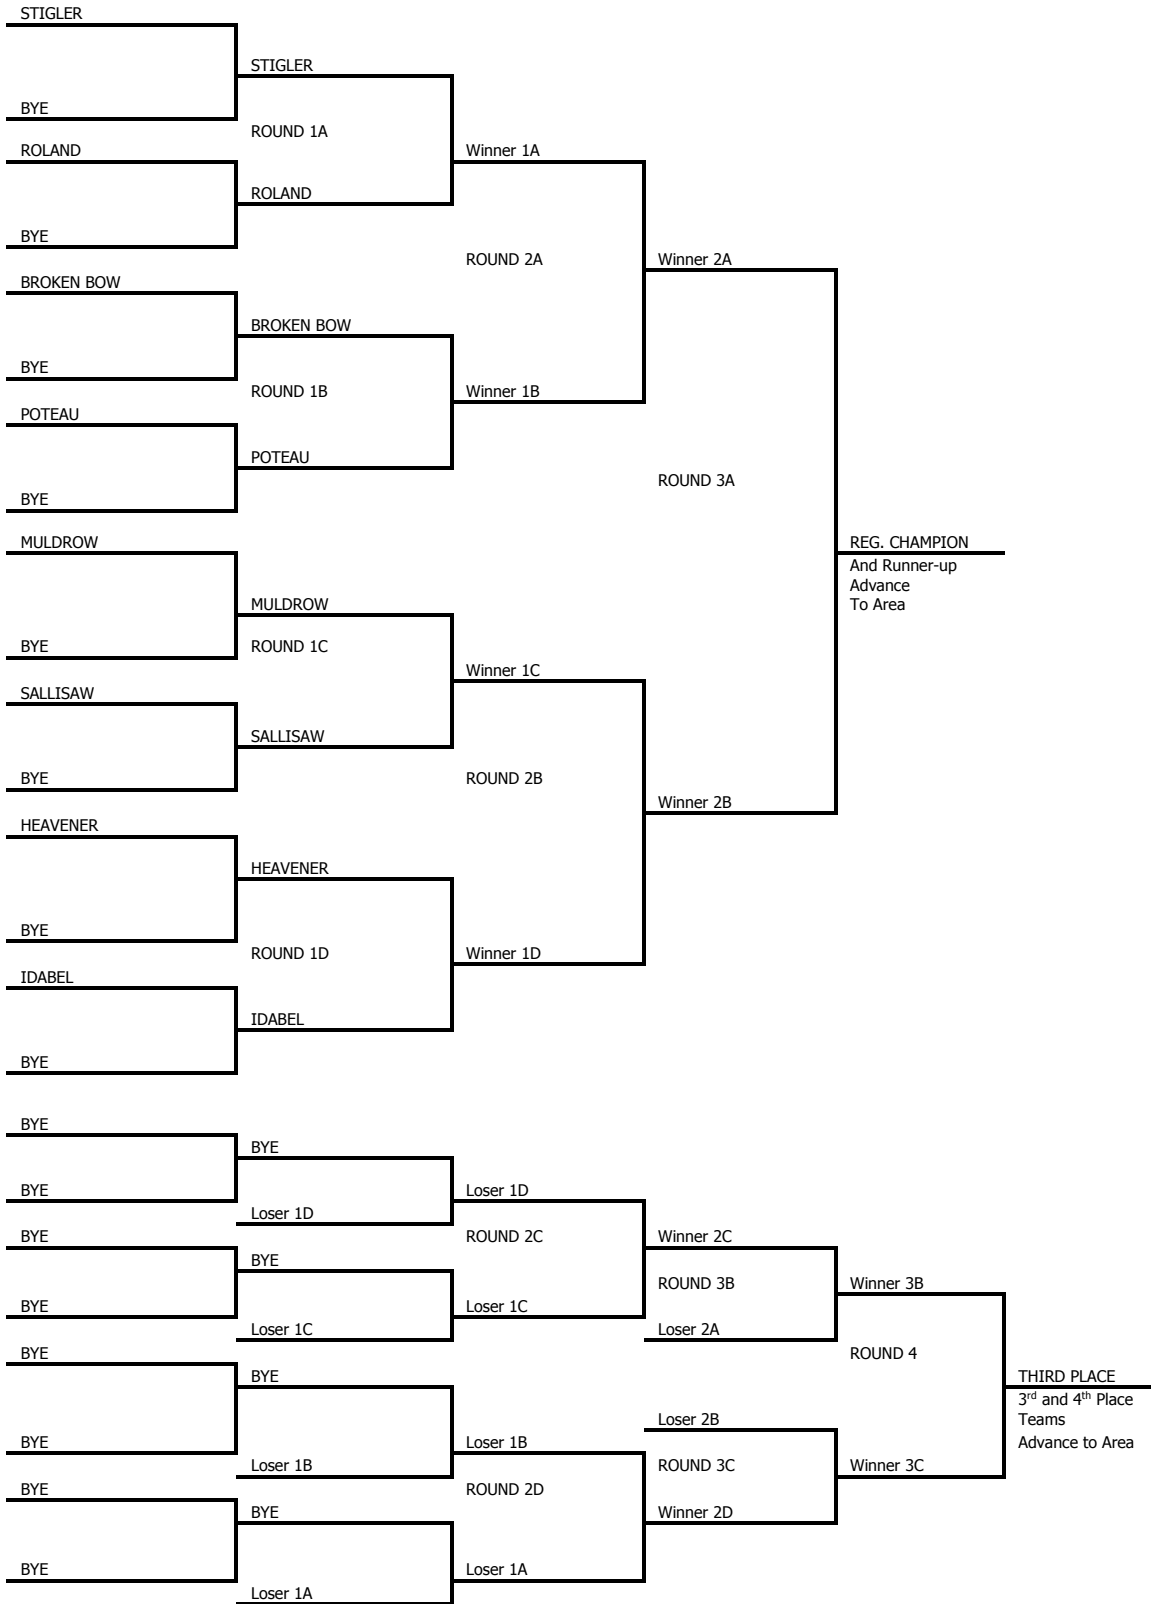 STIGLER
STIGLER
BYE
ROUND 1A
ROLAND
Winner 1A
ROLAND
BYE
ROUND 2A
Winner 2A
BROKEN BOW
BROKEN BOW
BYE
ROUND 1B
Winner 1B
POTEAU
POTEAU
ROUND 3A
BYE
MULDROW
REG. CHAMPION
And Runner-up
Advance
To Area
MULDROW
BYE
ROUND 1C
Winner 1C
SALLISAW
SALLISAW
BYE
ROUND 2B
Winner 2B
HEAVENER
HEAVENER
BYE
ROUND 1D
Winner 1D
IDABEL
IDABEL
BYE
BYE
BYE
BYE
Loser 1D
Loser 1D
BYE
ROUND 2C
Winner 2C
BYE
ROUND 3B
Winner 3B
BYE
Loser 1C
Loser 1C
Loser 2A
BYE
ROUND 4
BYE
THIRD PLACE
3rd and 4th Place
Teams
Advance to Area
Loser 2B
BYE
Loser 1B
Loser 1B
ROUND 3C
Winner 3C
BYE
ROUND 2D
BYE
Winner 2D
BYE
Loser 1A
Loser 1A